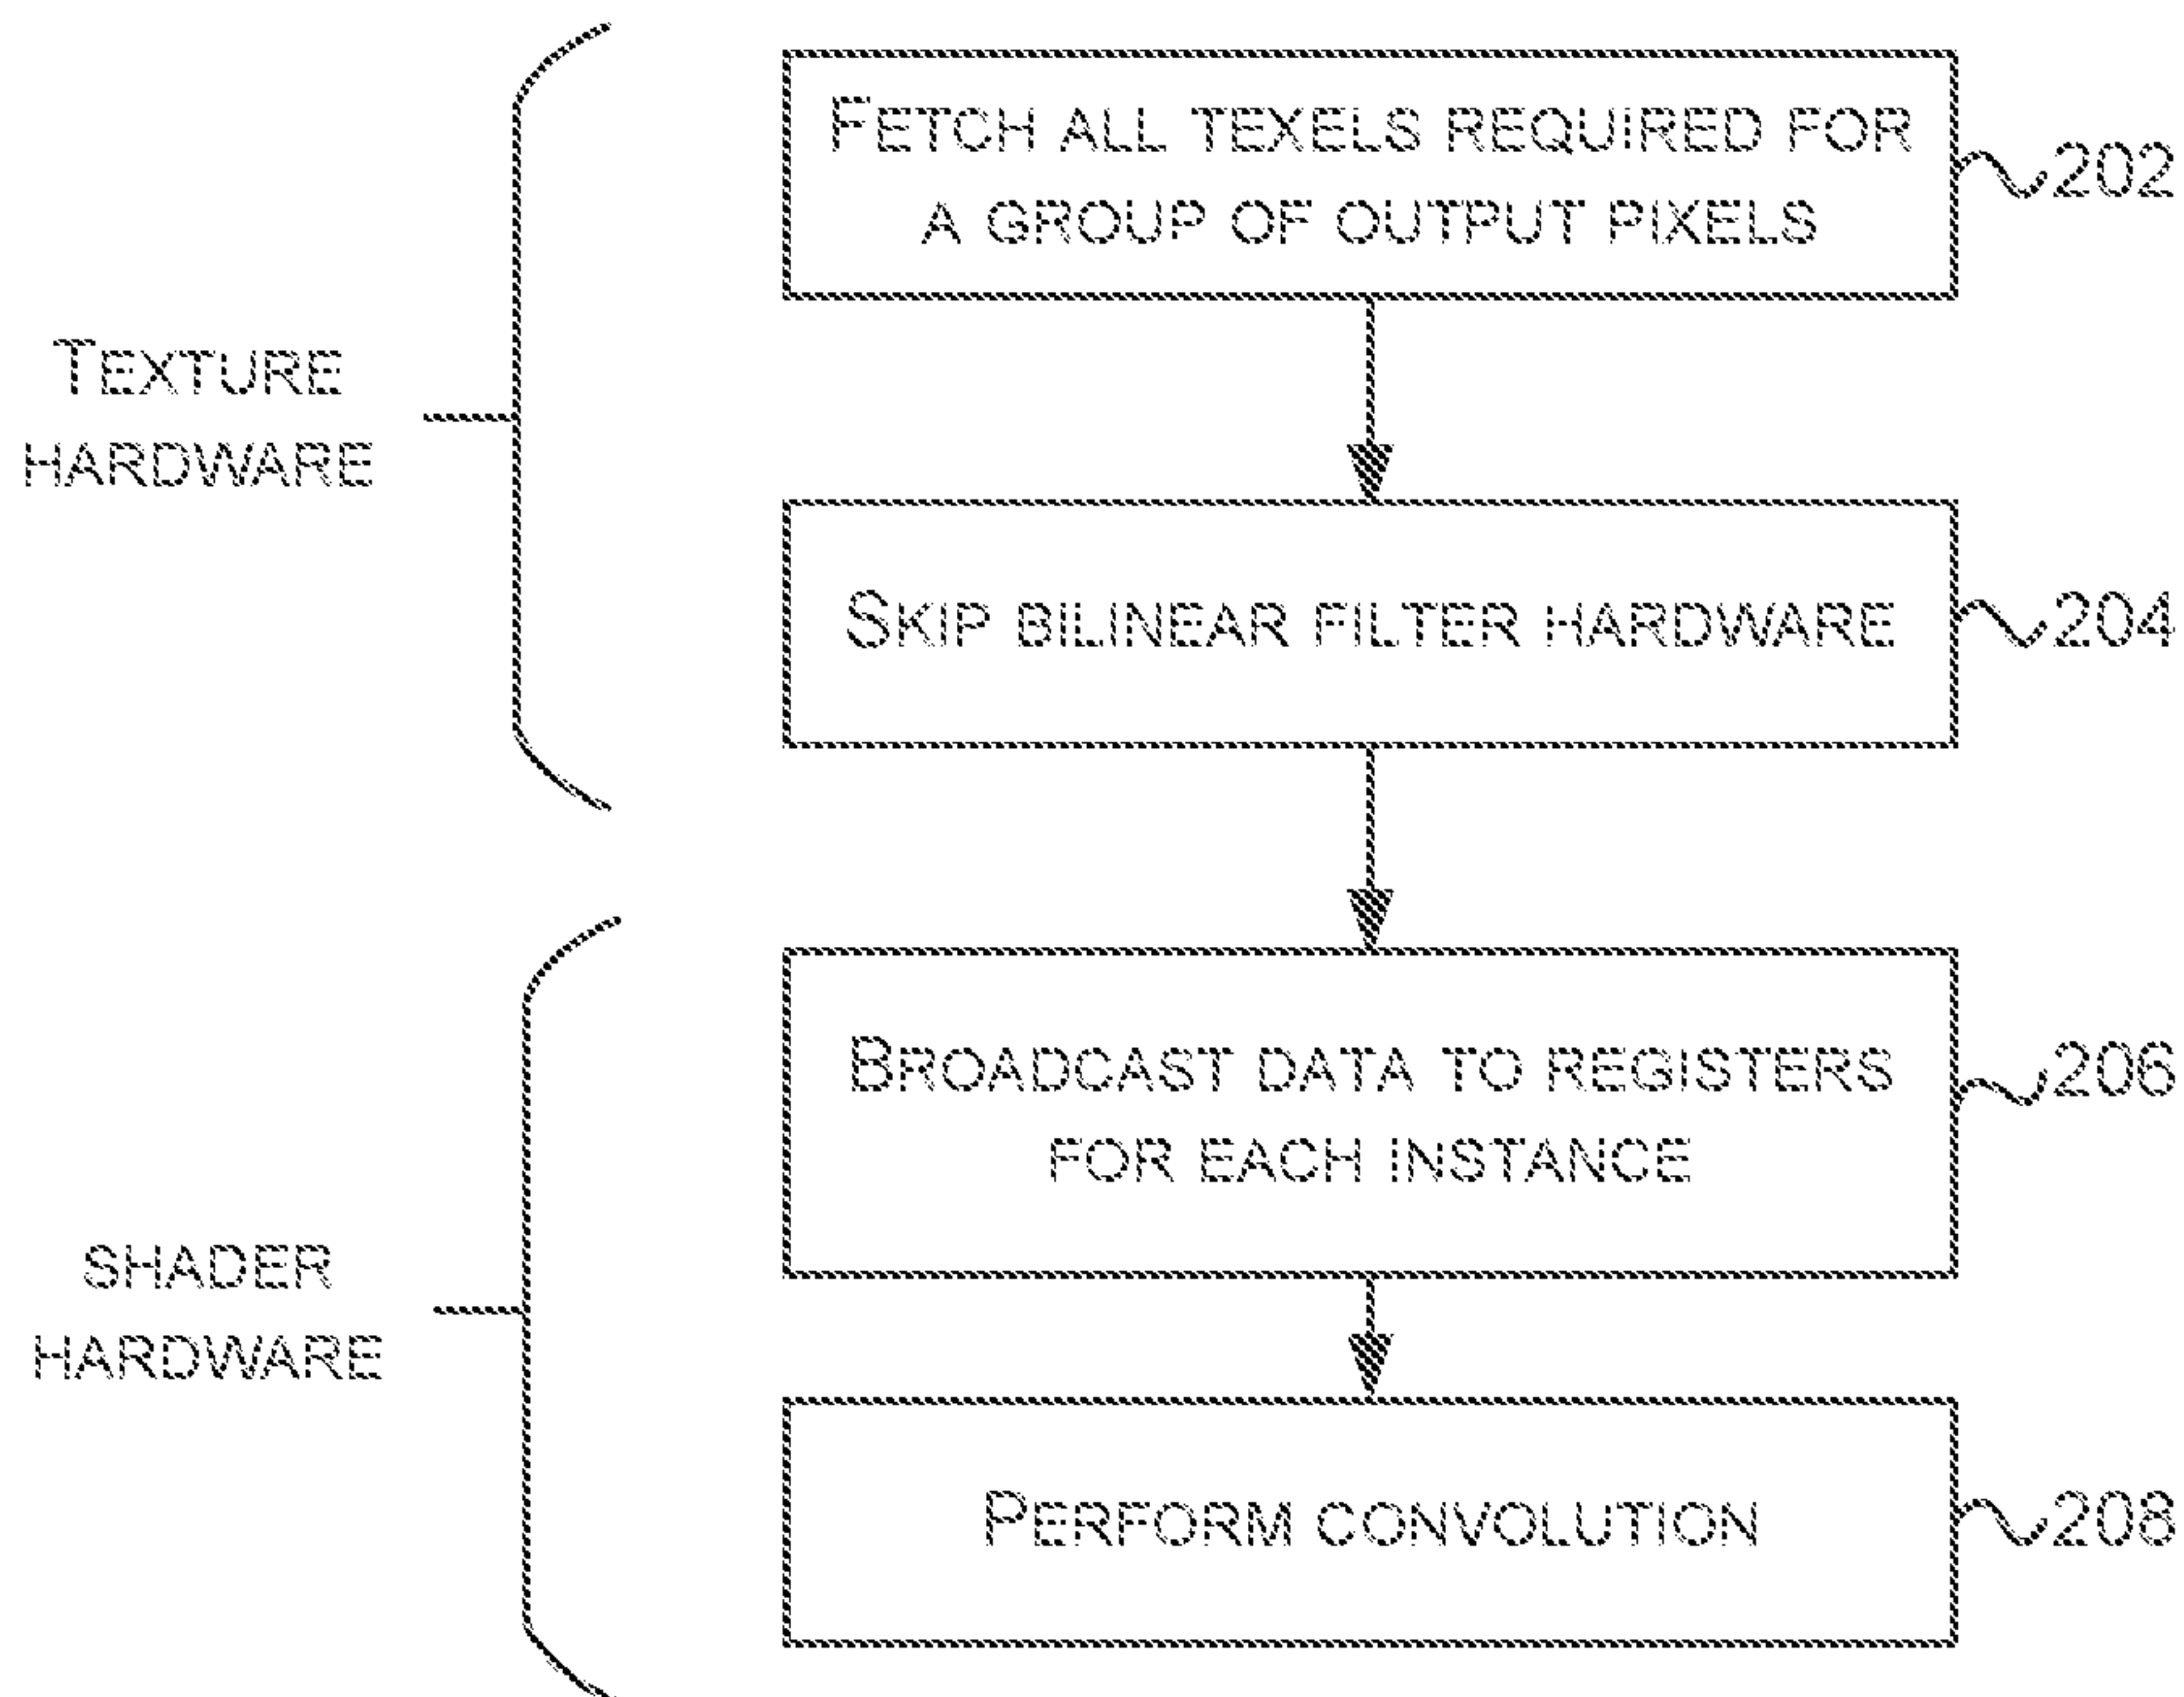 Fetch all texels required for
a group of output pixels
202
Texture
hardware
Skip bilinear filter hardware
204
Broadcast data to registers
for each instance
206
shader
hardware
Perform convolution
208